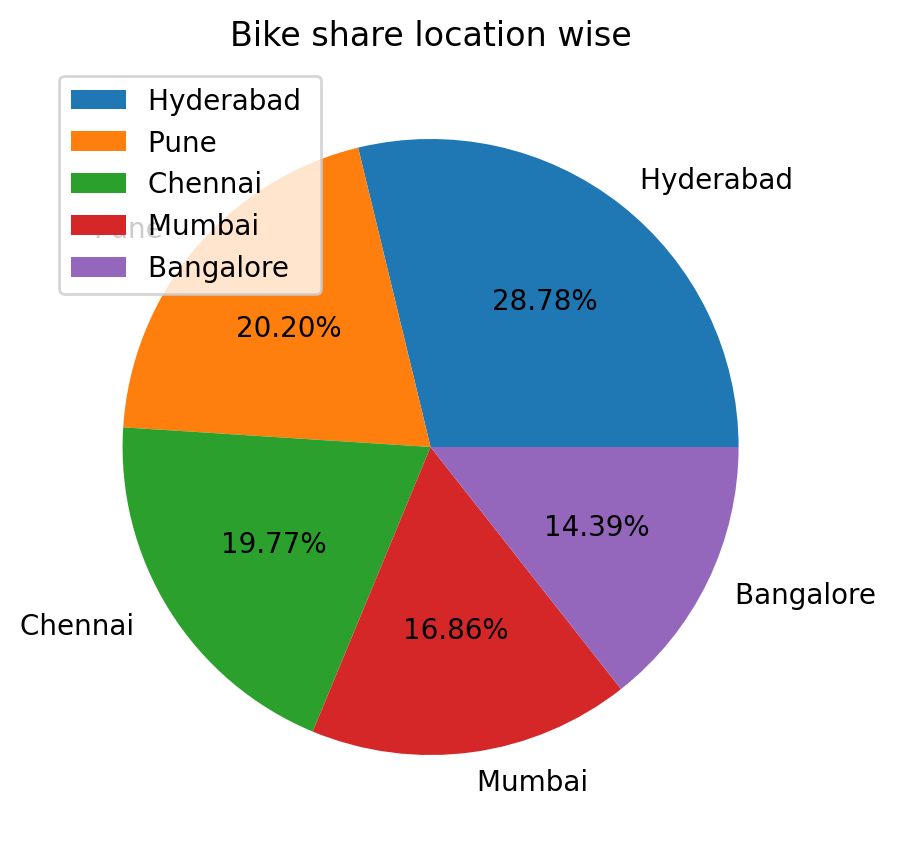 Bike share location wise
Hyderabad
Pune
Chennai
Mumbai
Bangalore
Hyderabad
Pune
28.78%
20.20%
19.77%
14.39%
Bangalore
Chennai
16.86%
Mumbai